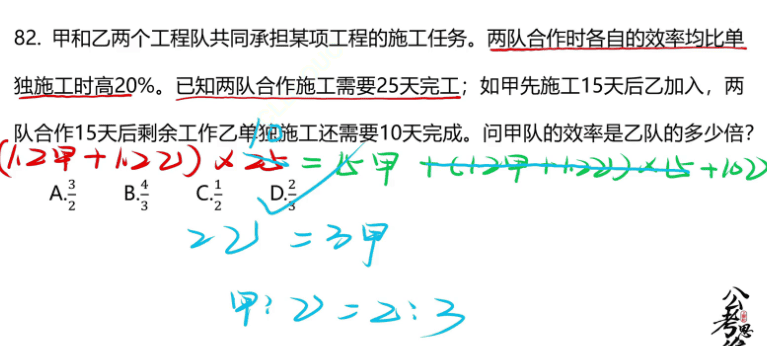 82. 甲和乙两个工程队共同承担某项工程的施工任务。两队合作时各自的效率均比单
独施工时高20%。已知两队合作施工需要25天完工；如甲先施工15天后乙加入，两
队合作15天后剩余工作乙单独施工还需要10天完成。问甲队的效率是乙队的多少倍？
10
(1.2甲+1.2乙)×25=15甲+(1.2甲+1.2乙)×15+10乙
A.3/2 B.4/3 C.1/2 D.2/3
2乙=3甲
甲:乙=2:3
公考思